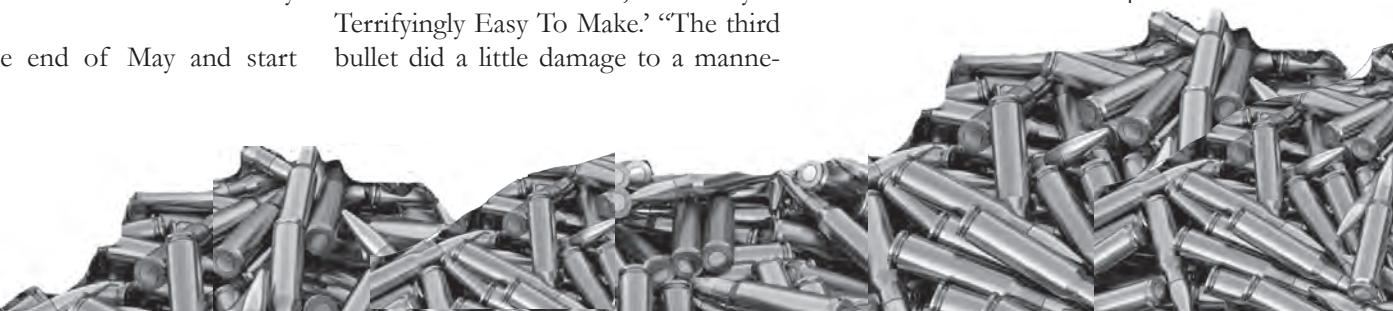 e end of May and start
Terrifyingly Easy To Make.’ “The third
bullet did a little damage to a manne-